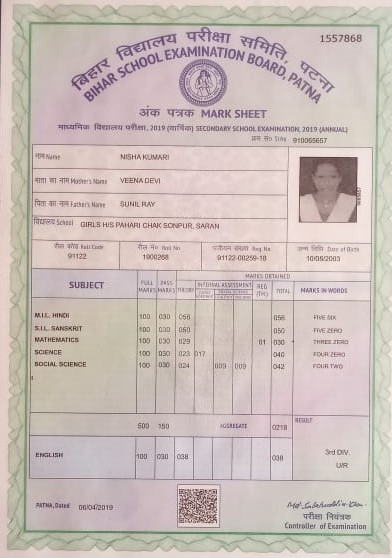 1557868
बिहार विद्यालय परीक्षा समिति, पटना
BIHAR SCHOOL EXAMINATION BOARD, PATNA
अंक पत्रक MARK SHEET
माध्यमिक विद्यालय परीक्षा, 2019 (वार्षिक) SECONDARY SCHOOL EXAMINATION, 2019 (ANNUAL)
क्रम सं० Sl No 910065657
नाम Name NISHA KUMARI
माता का नाम Mother's Name VEENA DEVI
पिता का नाम Father's Name SUNIL RAY
विद्यालय School GIRLS H/S PAHARI CHAK SONPUR, SARAN
रौल कोड Roll Code रौल नं० Roll No पंजीयन संख्या Reg No. जन्म तिथि Date of Birth
91122 1900268 91122-00259-18 10/08/2003
SUBJECT FULL MARKS PASS MARKS THEORY INTERNAL ASSESSMENT REG (TH) TOTAL MARKS IN WORDS
MARKS OBTAINED
M.I.L. HINDI 100 030 056 056 FIVE SIX
S.I.L. SANSKRIT 100 030 050 050 FIVE ZERO
MATHEMATICS 100 030 029 01 030 THREE ZERO
SCIENCE 100 030 023 017 040 FOUR ZERO
SOCIAL SCIENCE 100 030 024 009 009 042 FOUR TWO
500 150 AGGREGATE 0218 RESULT
3rd DIV.
ENGLISH 100 030 038 038
U/R
PATNA, Dated 06/04/2019
परीक्षा नियंत्रक
Controller of Examination